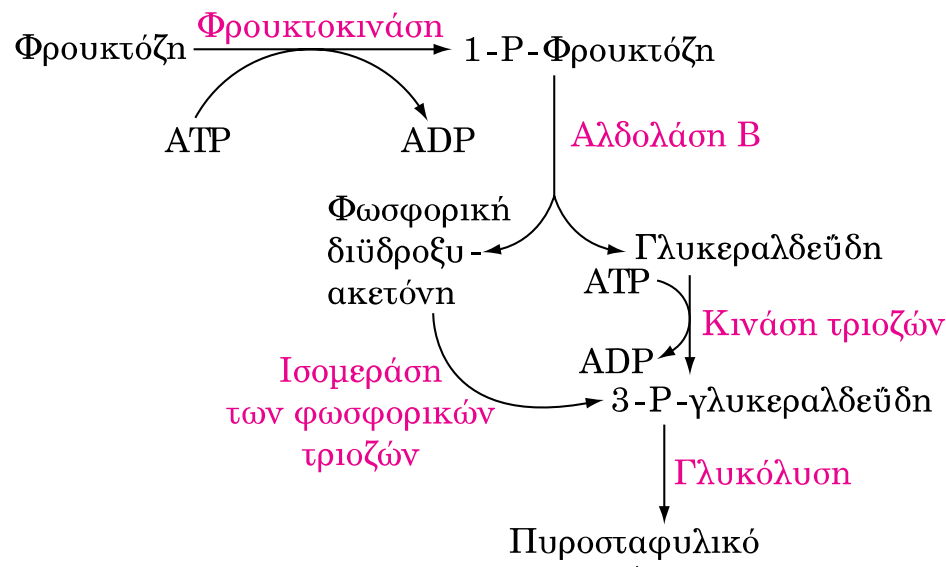 Φρουκτοκινάση
Φρουκτόζη
1-P-Φρουκτόζη
ATP
ADP
Αλδολάση Β
Φωσφορική
διϋδροξυ-
ακετόνη
Γλυκεραλδεΰδη
ATP
Κινάση τριοζών
ADP
Ισομεράση
των φωσφορικών
τριοζών
3-P-γλυκεραλδεΰδη
Γλυκόλυση
Πυροσταφυλικό